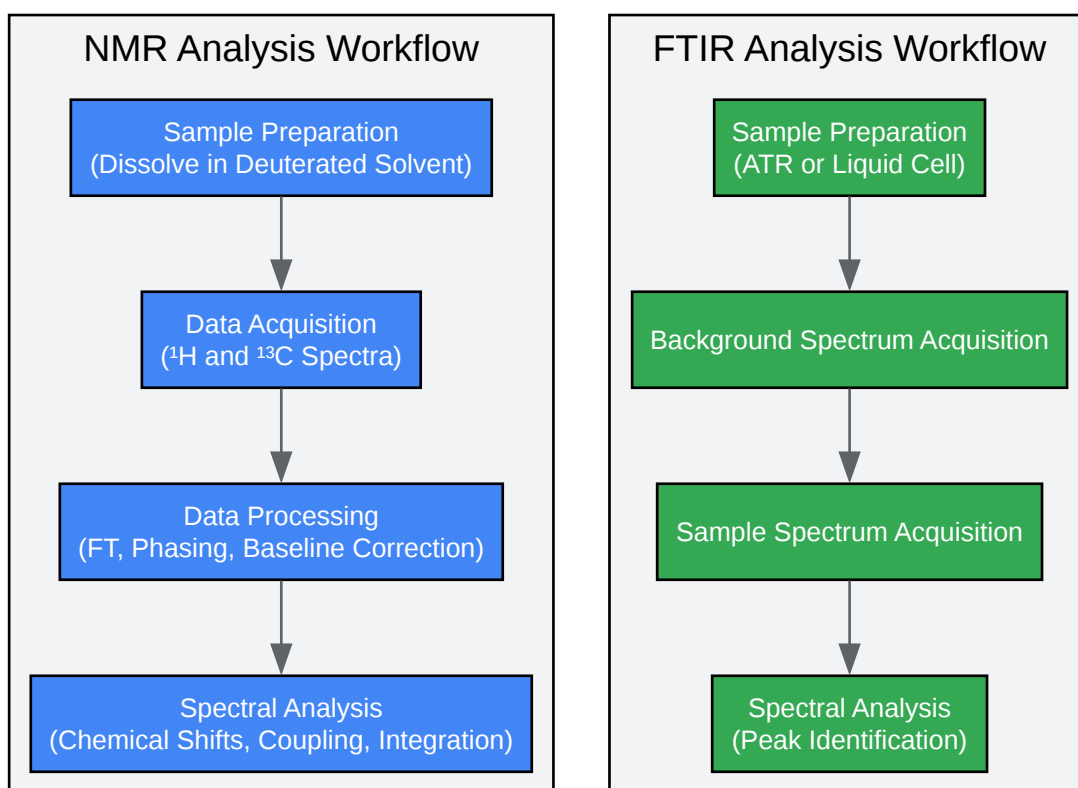 NMR Analysis Workflow
Sample Preparation
(Dissolve in Deuterated Solvent)
Data Acquisition
(¹H and ¹³C Spectra)
Data Processing
(FT, Phasing, Baseline Correction)
Spectral Analysis
(Chemical Shifts, Coupling, Integration)
FTIR Analysis Workflow
Sample Preparation
(ATR or Liquid Cell)
Background Spectrum Acquisition
Sample Spectrum Acquisition
Spectral Analysis
(Peak Identification)